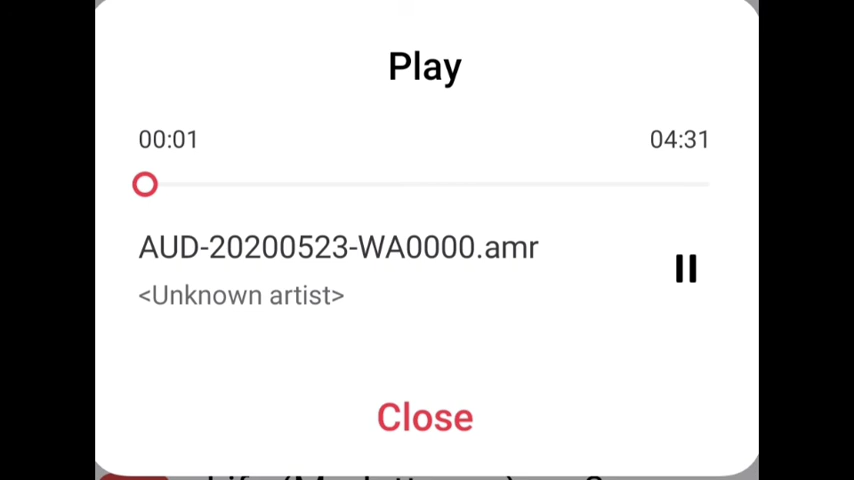 Play
00:01
04:31
AUD-20200523-WA0000.amr
<Unknown artist>
Close